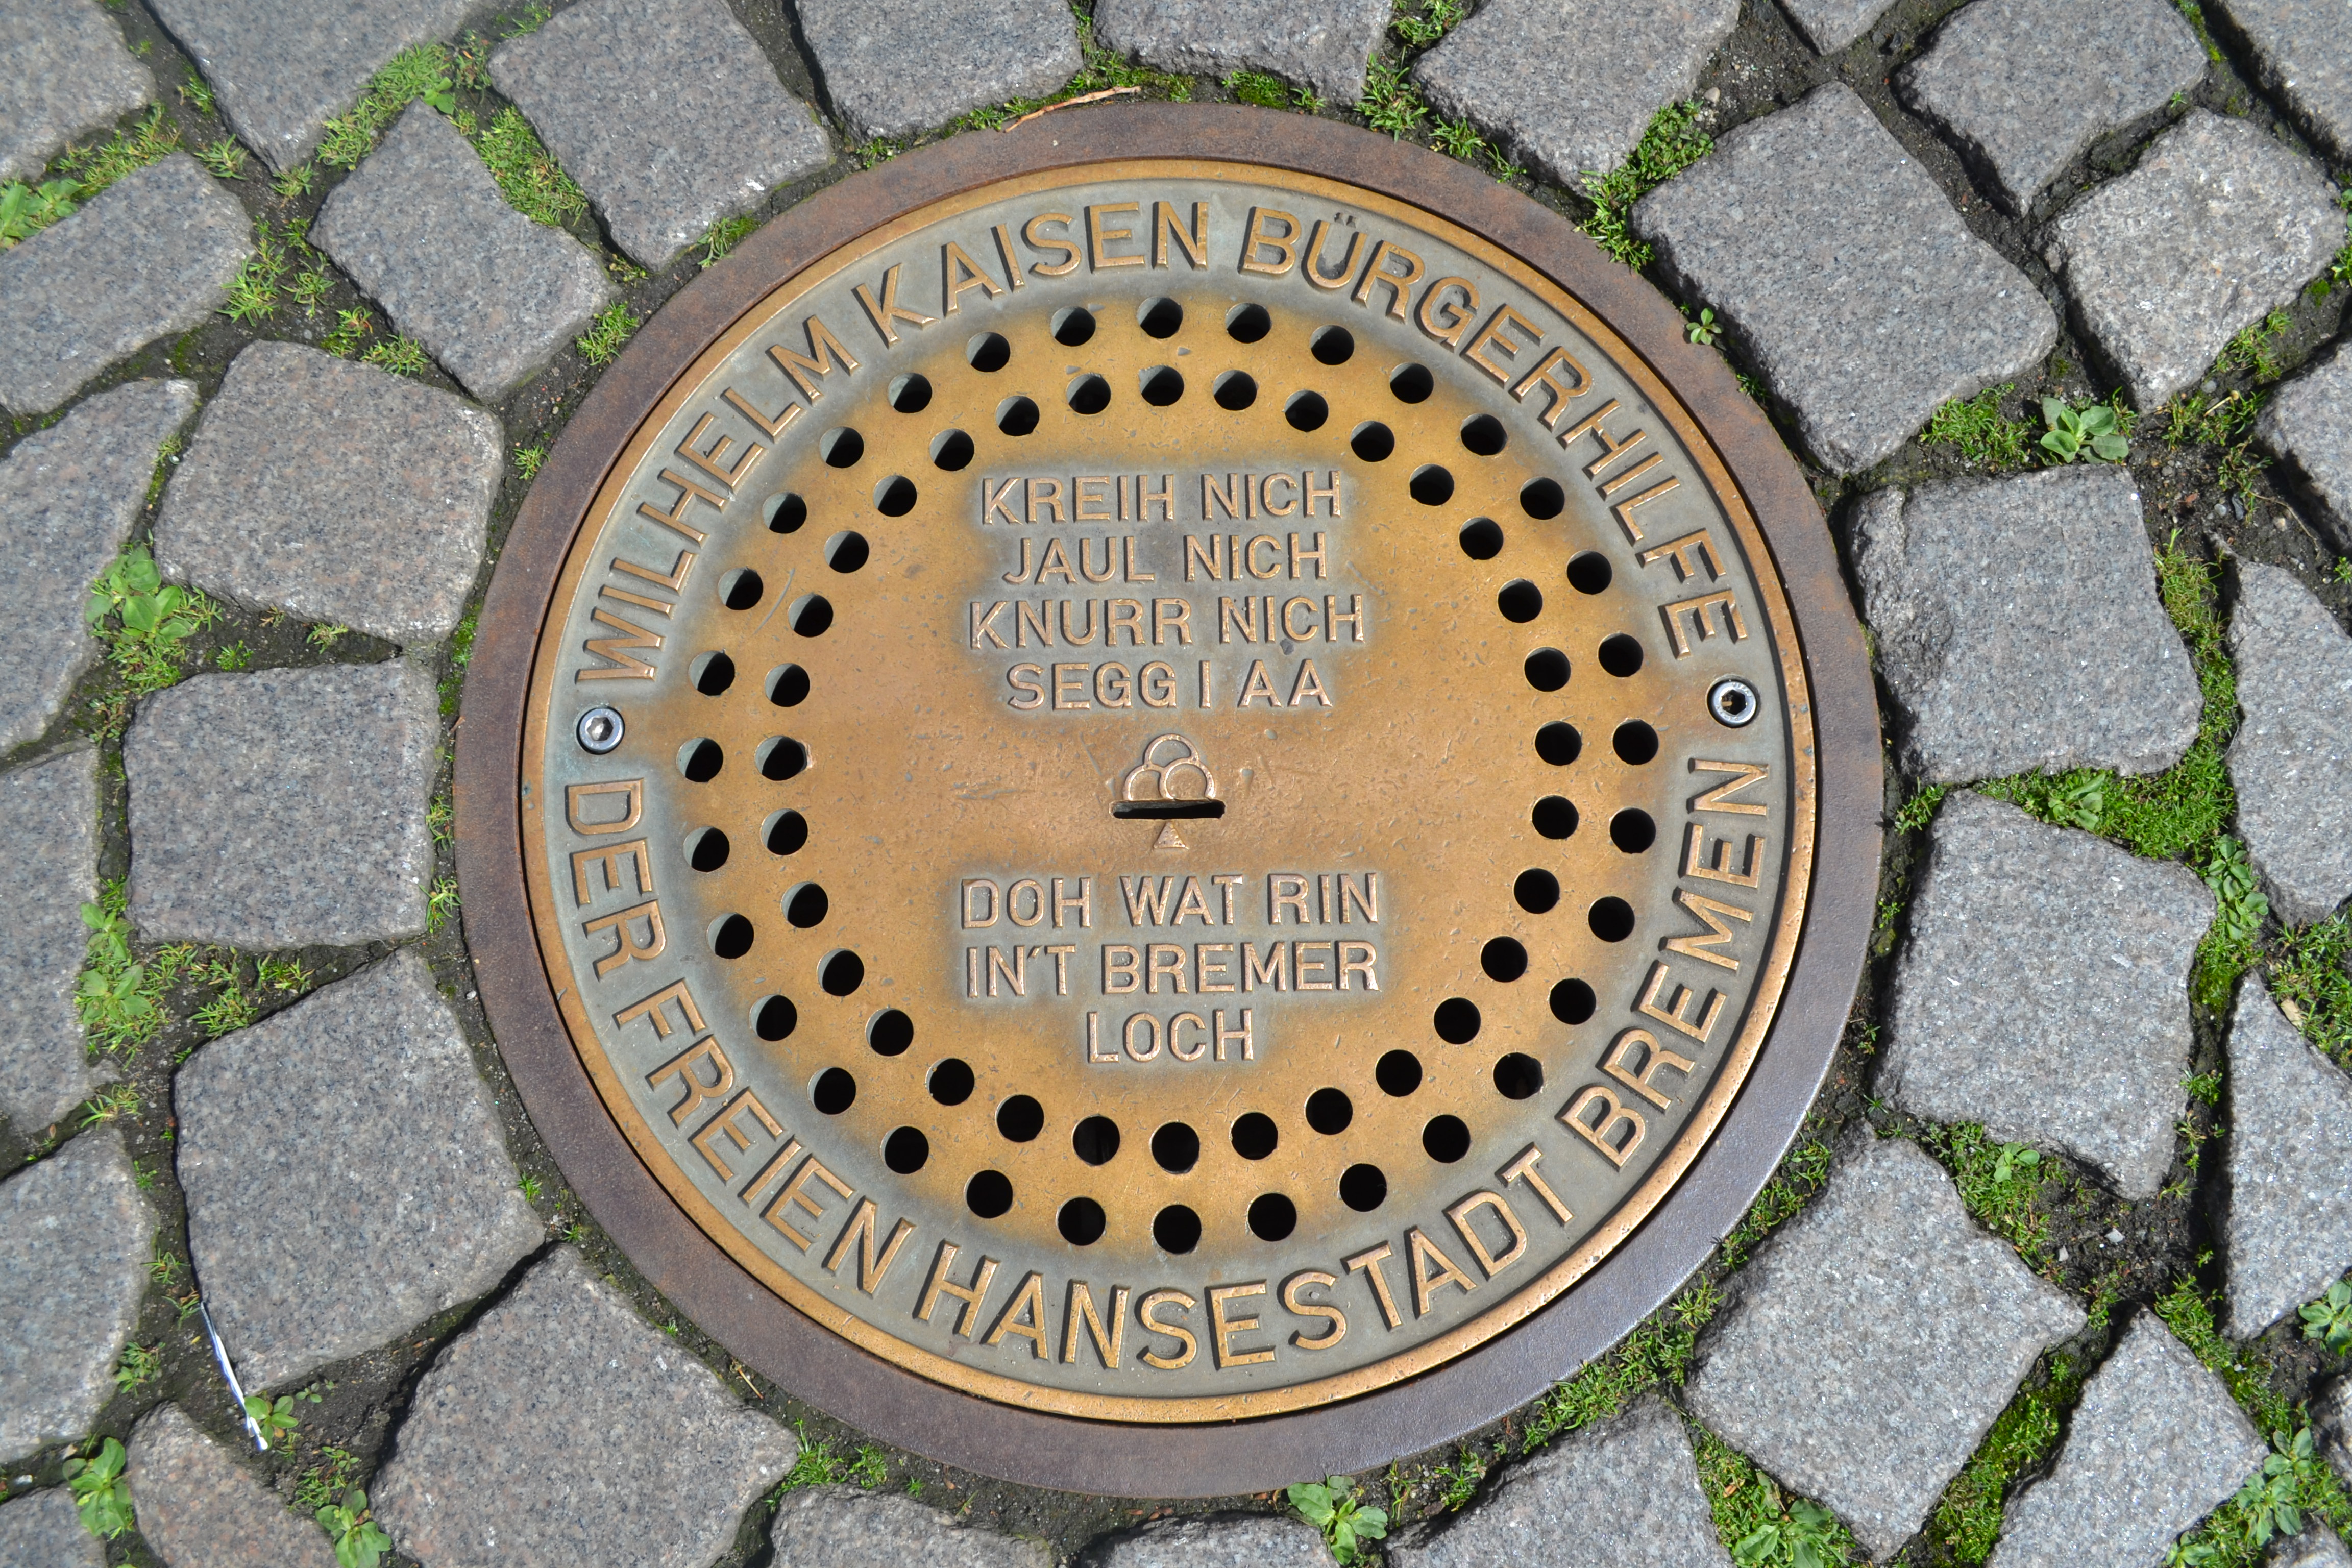 WILHELM KAISEN BÜRGERHILFE
KREIH NICH
JAUL NICH
KNURR NICH
SEGG I AA
DOH WAT RIN
IN'T BREMER
LOCH
DER FREIEN HANSESTADT BREMEN